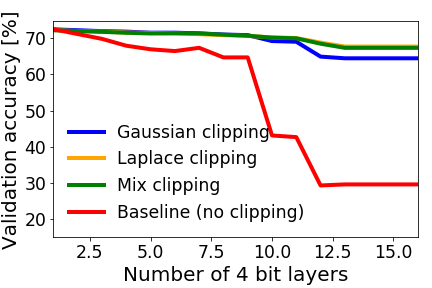 Validation accuracy [%]
70
60
50
40
30
20
Gaussian clipping
Laplace clipping
Mix clipping
Baseline (no clipping)
2.5 5.0 7.5 10.0 12.5 15.0
Number of 4 bit layers